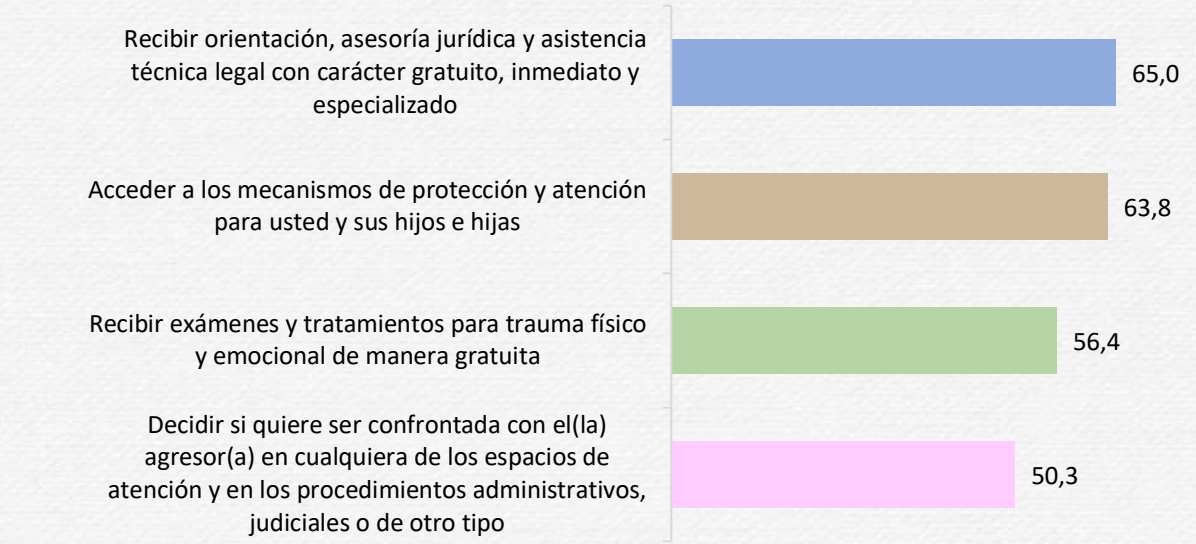 Recibir orientación, asesoría jurídica y asistencia
técnica legal con carácter gratuito, inmediato y
especializado
65,0
Acceder a los mecanismos de protección y atención
para usted y sus hijos e hijas
63,8
Recibir exámenes y tratamientos para trauma físico
y emocional de manera gratuita
56,4
Decidir si quiere ser confrontada con el(la)
agresor(a) en cualquiera de los espacios de
atención y en los procedimientos administrativos,
judiciales o de otro tipo
50,3